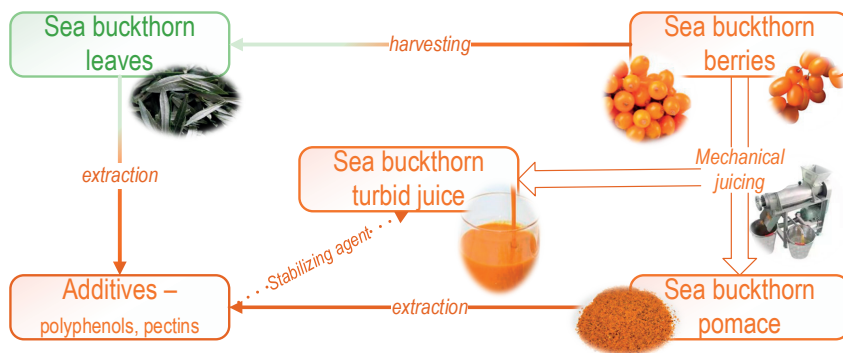 Sea buckthorn
leaves
harvesting
Sea buckthorn
berries
extraction
Sea buckthorn
turbid juice
Mechanical
juicing
Stabilizing agent
Additives –
polyphenols, pectins
extraction
Sea buckthorn
pomace